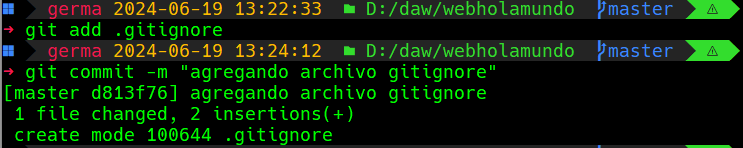 germa 2024-06-19 13:22:33 D:/daw/webholamundo master
→ git add .gitignore
germa 2024-06-19 13:24:12 D:/daw/webholamundo master
→ git commit -m "agregando archivo gitignore"
[master d813f76] agregando archivo gitignore
1 file changed, 2 insertions(+)
create mode 100644 .gitignore